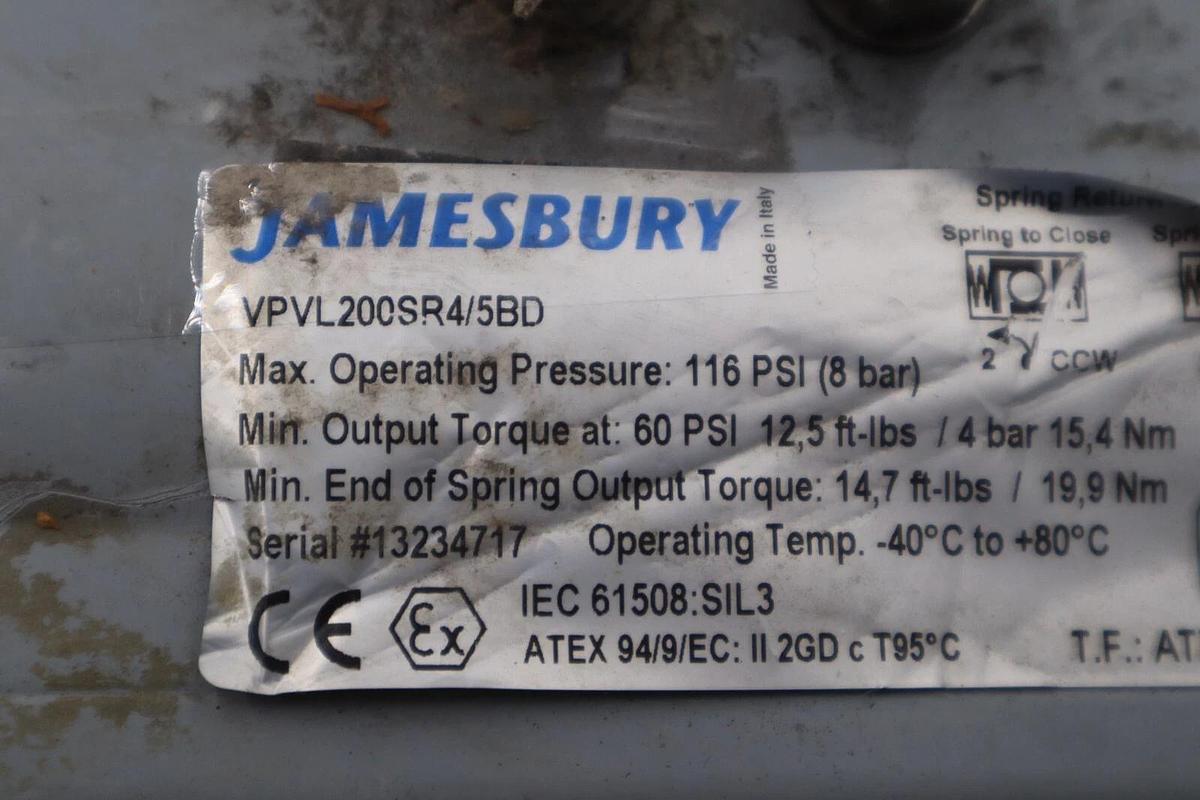 JAMESBURY
Made in Italy
Spring Return
Spring to Close
2 CCW
VPVL200SR4/5BD
Max. Operating Pressure: 116 PSI (8 bar)
Min. Output Torque at: 60 PSI 12,5 ft-lbs / 4 bar 15,4 Nm
Min. End of Spring Output Torque: 14,7 ft-lbs / 19,9 Nm
Serial #13234717 Operating Temp. -40°C to +80°C
CE Ex IEC 61508:SIL3
ATEX 94/9/EC: II 2GD c T95°C T.F.: